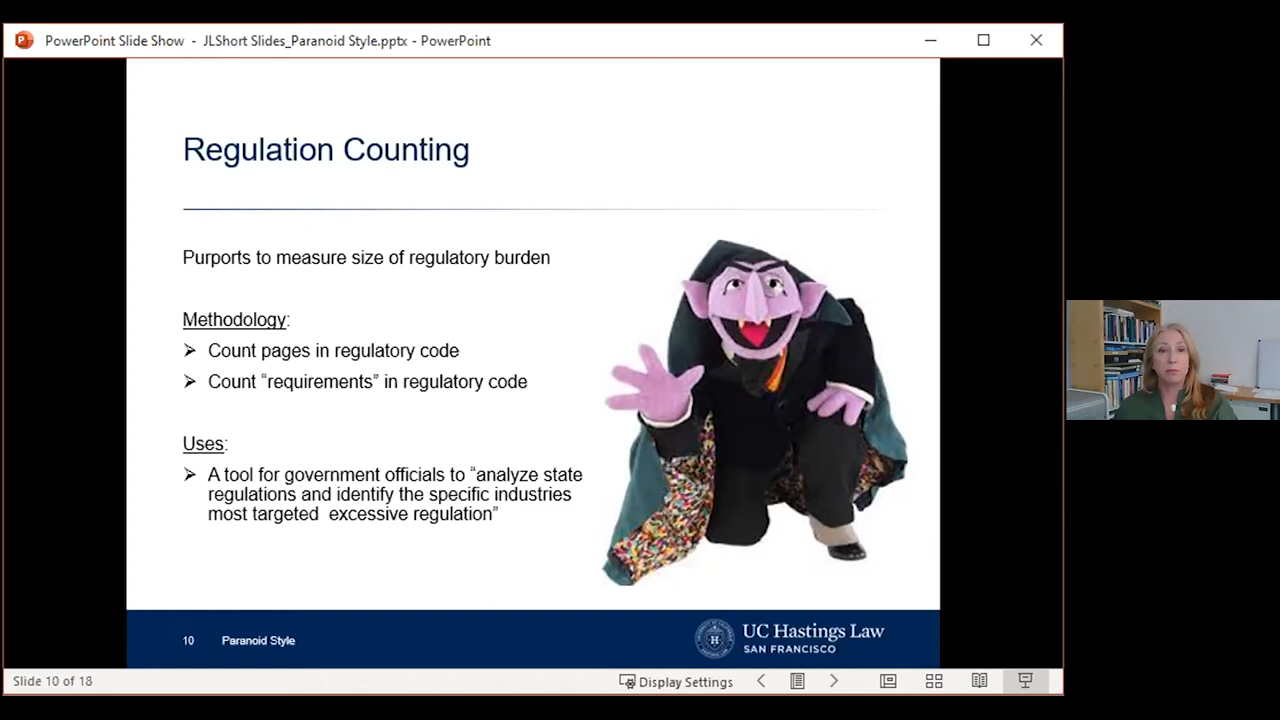 PowerPoint Slide Show - JLShort Slides_Paranoid Style.pptx - PowerPoint
Regulation Counting
Purports to measure size of regulatory burden
Methodology:
➢ Count pages in regulatory code
➢ Count “requirements” in regulatory code
Uses:
➢ A tool for government officials to “analyze state
regulations and identify the specific industries
most targeted excessive regulation”
10 Paranoid Style
UC Hastings Law
SAN FRANCISCO
Slide 10 of 18
Display Settings